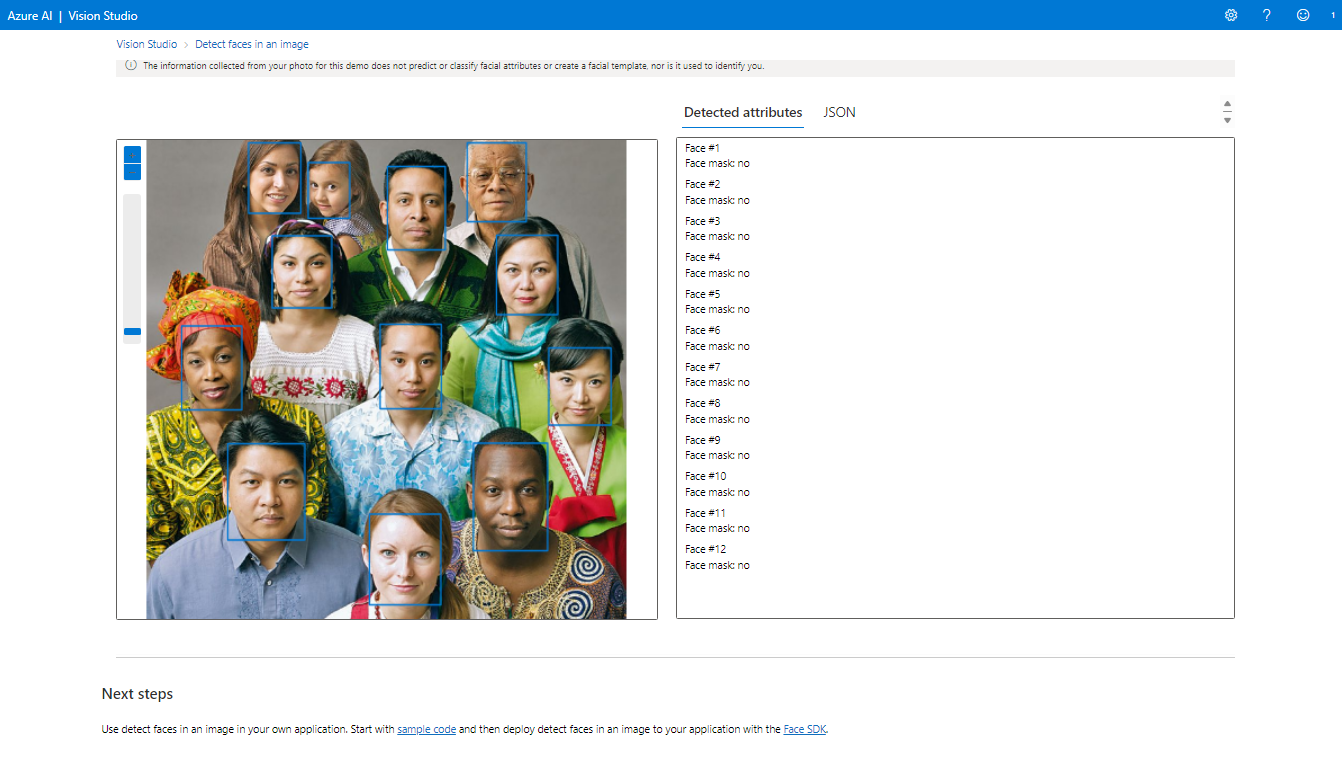 Azure AI | Vision Studio
1
Vision Studio > Detect faces in an image
The information collected from your photo for this demo does not predict or classify facial attributes or create a facial template, nor is it used to identify you.
Detected attributes JSON
Face #1
Face mask: no
Face #2
Face mask: no
Face #3
Face mask: no
Face #4
Face mask: no
Face #5
Face mask: no
Face #6
Face mask: no
Face #7
Face mask: no
Face #8
Face mask: no
Face #9
Face mask: no
Face #10
Face mask: no
Face #11
Face mask: no
Face #12
Face mask: no
Next steps
Use detect faces in an image in your own application. Start with sample code and then deploy detect faces in an image to your application with the Face SDK.